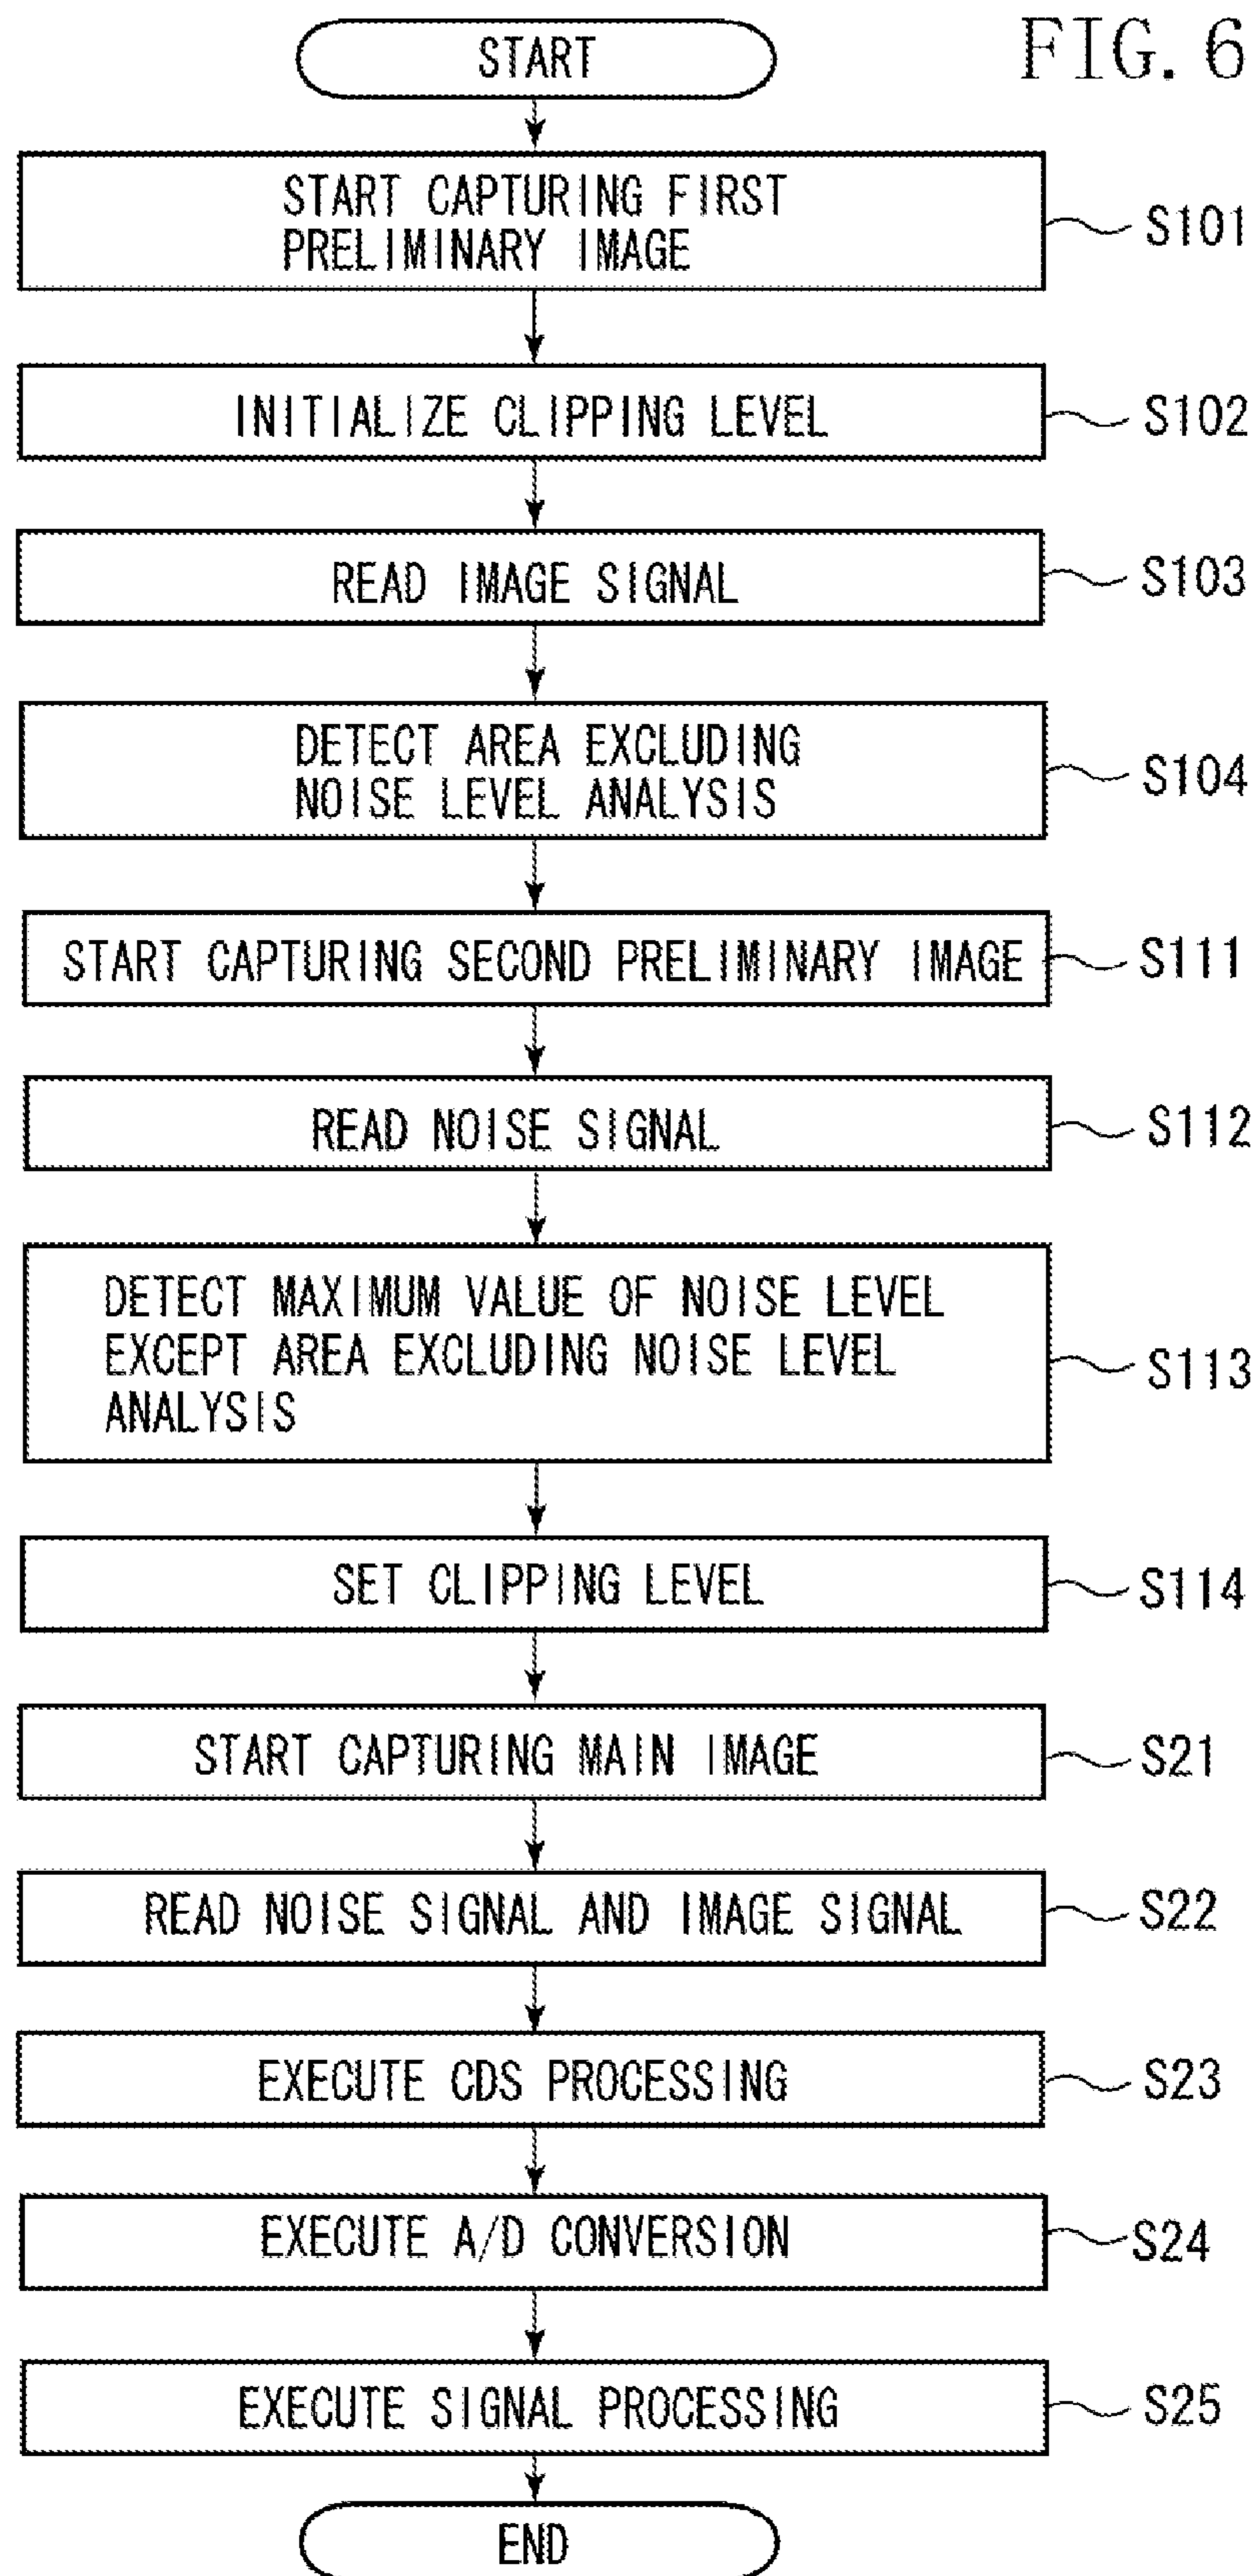 FIG. 6
START
START CAPTURING FIRST
PRELIMINARY IMAGE
S101
INITIALIZE CLIPPING LEVEL
S102
READ IMAGE SIGNAL
S103
DETECT AREA EXCLUDING
NOISE LEVEL ANALYSIS
S104
START CAPTURING SECOND PRELIMINARY IMAGE
S111
READ NOISE SIGNAL
S112
DETECT MAXIMUM VALUE OF NOISE LEVEL
EXCEPT AREA EXCLUDING NOISE LEVEL
ANALYSIS
S113
SET CLIPPING LEVEL
S114
START CAPTURING MAIN IMAGE
S21
READ NOISE SIGNAL AND IMAGE SIGNAL
S22
EXECUTE CDS PROCESSING
S23
EXECUTE A/D CONVERSION
S24
EXECUTE SIGNAL PROCESSING
S25
END